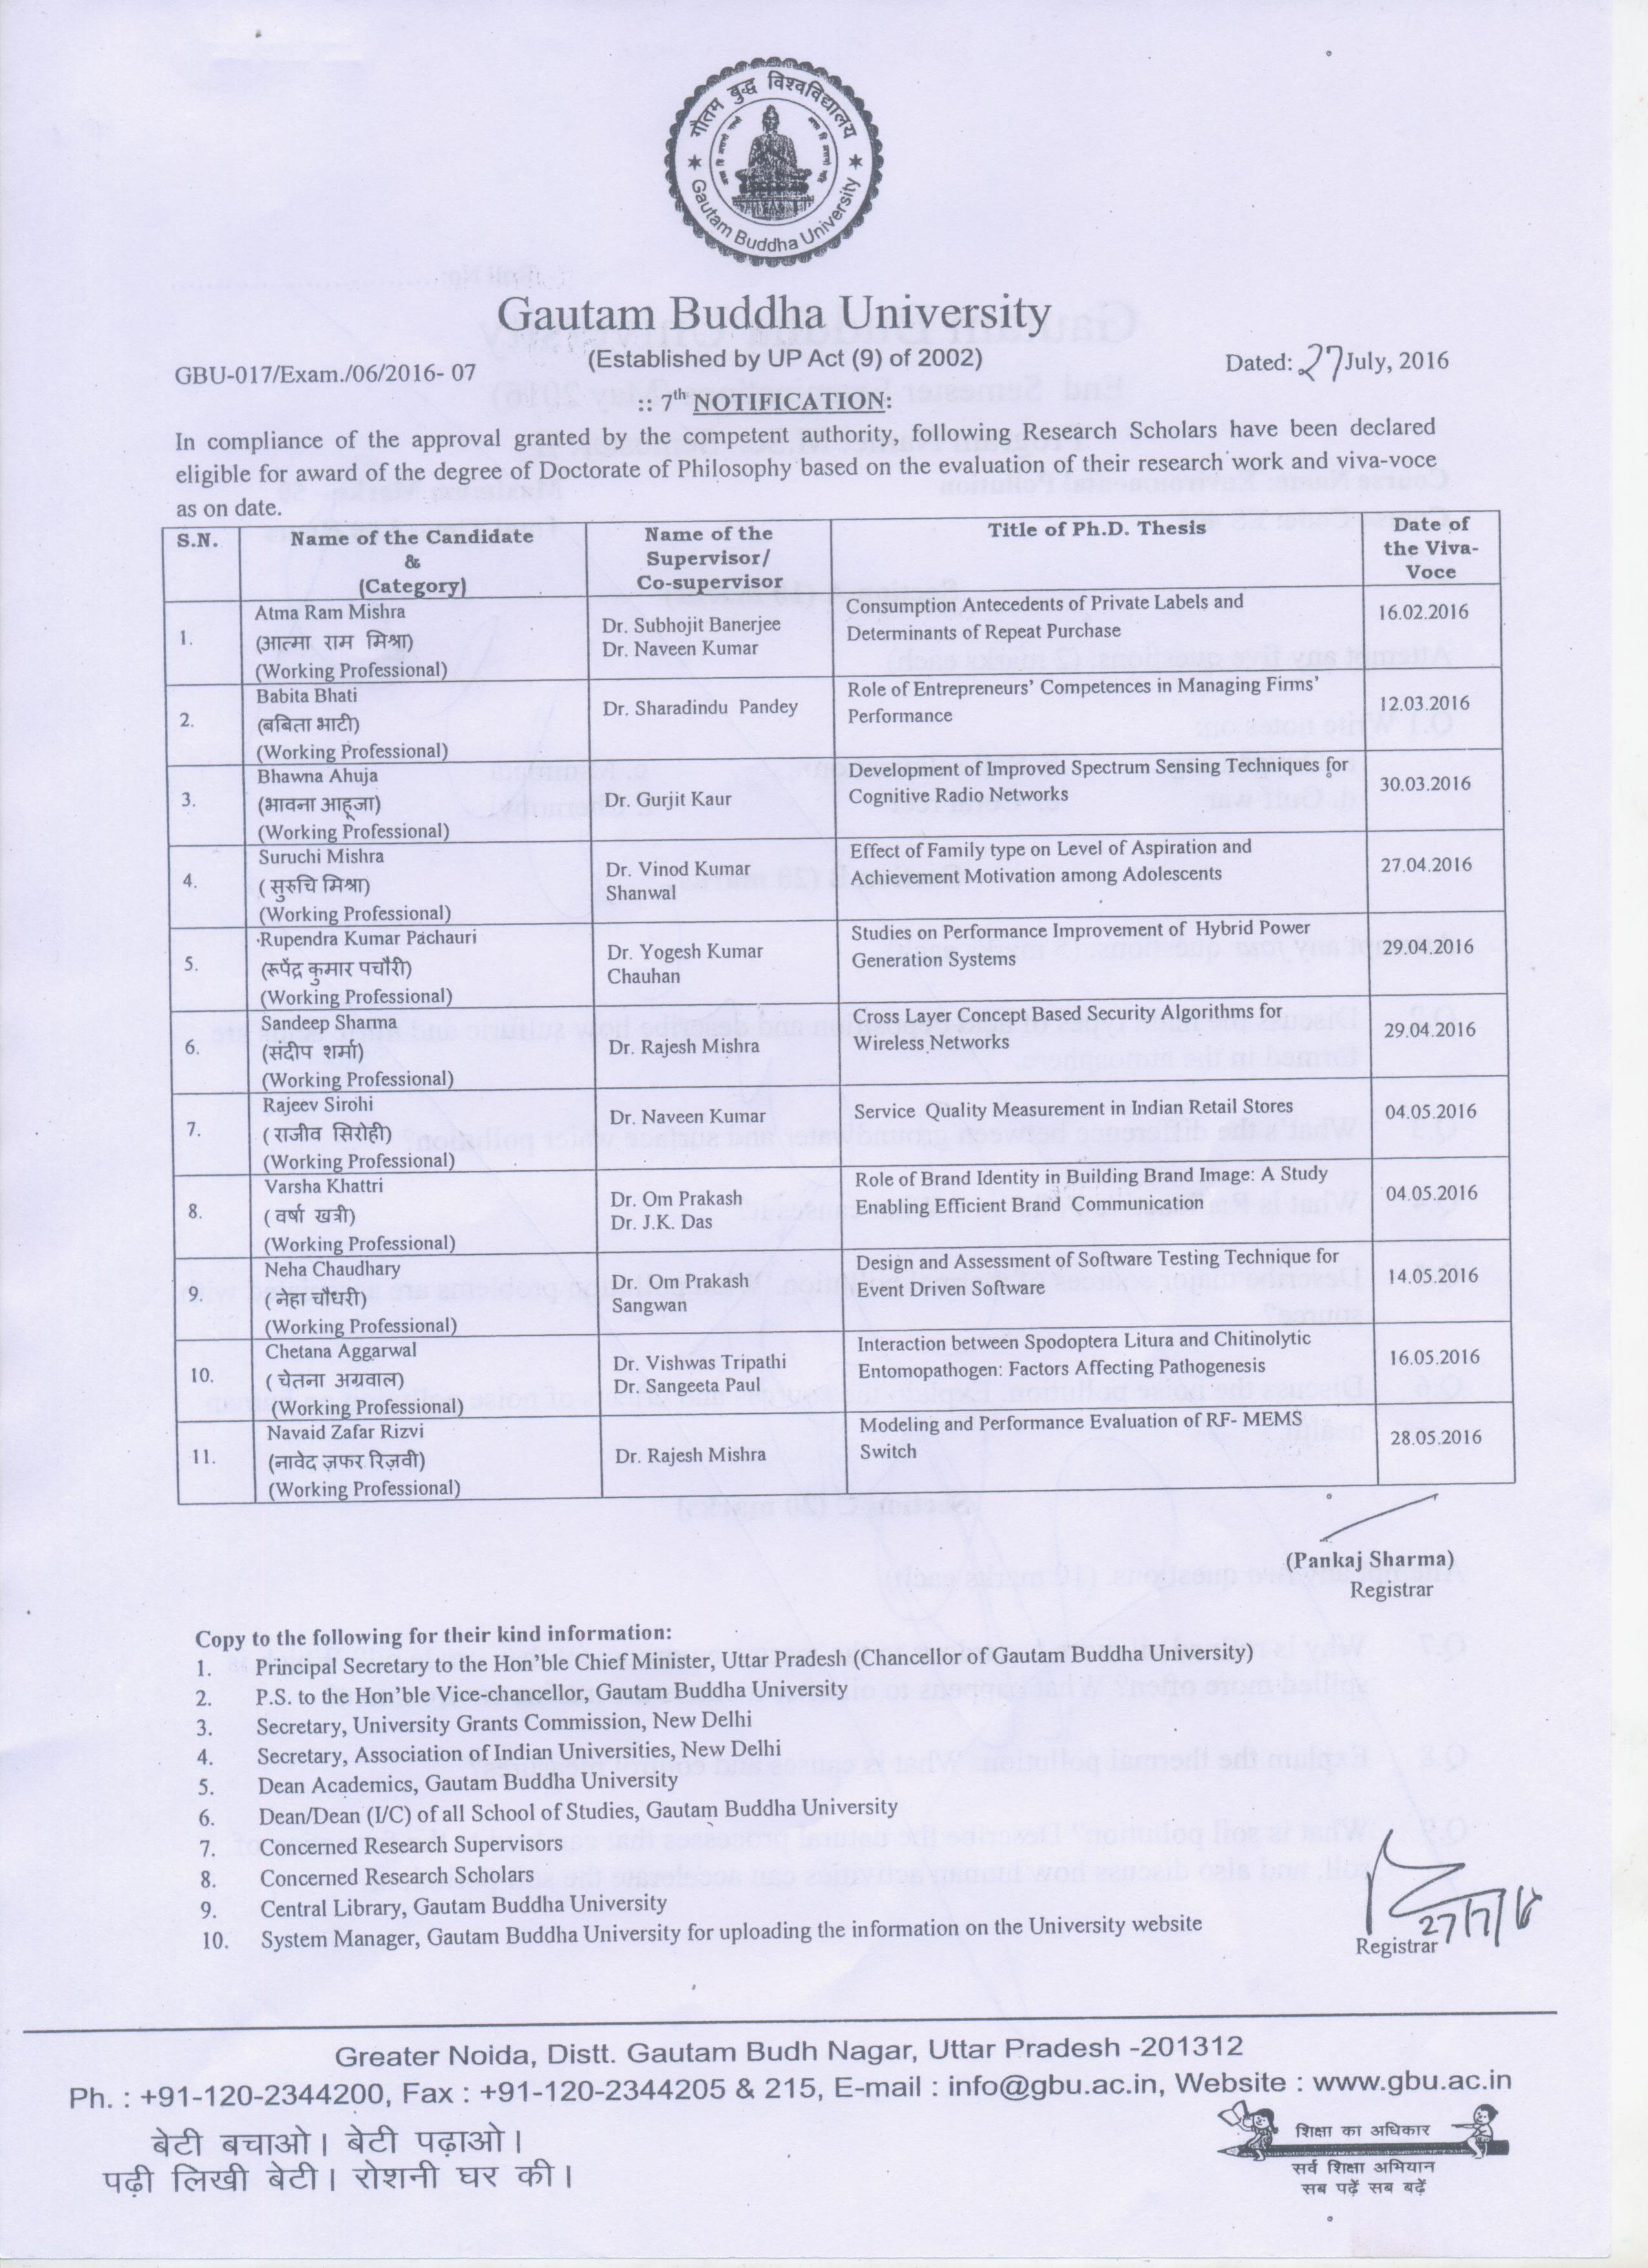 गौतम बुद्ध विश्वविद्यालय
Gautam Buddha University
Gautam Buddha University
(Established by UP Act (9) of 2002)
GBU-017/Exam./06/2016- 07
Dated: 27 July, 2016
:: 7th NOTIFICATION:
In compliance of the approval granted by the competent authority, following Research Scholars have been declared
eligible for award of the degree of Doctorate of Philosophy based on the evaluation of their research work and viva-voce
as on date.
S.N. Name of the Candidate & (Category) Name of the Supervisor/ Co-supervisor Title of Ph.D. Thesis Date of the Viva-Voce
1.
Atma Ram Mishra
(आत्मा राम मिश्रा)
(Working Professional)
Dr. Subhojit Banerjee
Dr. Naveen Kumar
Consumption Antecedents of Private Labels and
Determinants of Repeat Purchase
16.02.2016
2.
Babita Bhati
(बबिता भाटी)
(Working Professional)
Dr. Sharadindu Pandey
Role of Entrepreneurs' Competences in Managing Firms'
Performance
12.03.2016
3.
Bhawna Ahuja
(भावना आहूजा)
(Working Professional)
Dr. Gurjit Kaur
Development of Improved Spectrum Sensing Techniques for
Cognitive Radio Networks
30.03.2016
4.
Suruchi Mishra
( सुरुचि मिश्रा)
(Working Professional)
Dr. Vinod Kumar
Shanwal
Effect of Family type on Level of Aspiration and
Achievement Motivation among Adolescents
27.04.2016
5.
Rupendra Kumar Pachauri
(रूपेंद्र कुमार पचौरी)
(Working Professional)
Dr. Yogesh Kumar
Chauhan
Studies on Performance Improvement of Hybrid Power
Generation Systems
29.04.2016
6.
Sandeep Sharma
(संदीप शर्मा)
(Working Professional)
Dr. Rajesh Mishra
Cross Layer Concept Based Security Algorithms for
Wireless Networks
29.04.2016
7.
Rajeev Sirohi
( राजीव सिरोही)
(Working Professional)
Dr. Naveen Kumar
Service Quality Measurement in Indian Retail Stores
04.05.2016
8.
Varsha Khattri
( वर्षा खत्री)
(Working Professional)
Dr. Om Prakash
Dr. J.K. Das
Role of Brand Identity in Building Brand Image: A Study
Enabling Efficient Brand Communication
04.05.2016
9.
Neha Chaudhary
( नेहा चौधरी)
(Working Professional)
Dr. Om Prakash
Sangwan
Design and Assessment of Software Testing Technique for
Event Driven Software
14.05.2016
10.
Chetana Aggarwal
( चेतना अग्रवाल)
(Working Professional)
Dr. Vishwas Tripathi
Dr. Sangeeta Paul
Interaction between Spodoptera Litura and Chitinolytic
Entomopathogen: Factors Affecting Pathogenesis
16.05.2016
11.
Navaid Zafar Rizvi
(नावेद ज़फर रिज़वी)
(Working Professional)
Dr. Rajesh Mishra
Modeling and Performance Evaluation of RF- MEMS
Switch
28.05.2016
(Pankaj Sharma)
Registrar
Copy to the following for their kind information:
1. Principal Secretary to the Hon'ble Chief Minister, Uttar Pradesh (Chancellor of Gautam Buddha University)
2. P.S. to the Hon'ble Vice-chancellor, Gautam Buddha University
3. Secretary, University Grants Commission, New Delhi
4. Secretary, Association of Indian Universities, New Delhi
5. Dean Academics, Gautam Buddha University
6. Dean/Dean (I/C) of all School of Studies, Gautam Buddha University
7. Concerned Research Supervisors
8. Concerned Research Scholars
9. Central Library, Gautam Buddha University
10. System Manager, Gautam Buddha University for uploading the information on the University website
27/7/16
Registrar
Greater Noida, Distt. Gautam Budh Nagar, Uttar Pradesh -201312
Ph. : +91-120-2344200, Fax : +91-120-2344205 & 215, E-mail : info@gbu.ac.in, Website : www.gbu.ac.in
बेटी बचाओ। बेटी पढ़ाओ।
पढ़ी लिखी बेटी। रोशनी घर की।
शिक्षा का अधिकार
सर्व शिक्षा अभियान
सब पढ़ें सब बढ़ें